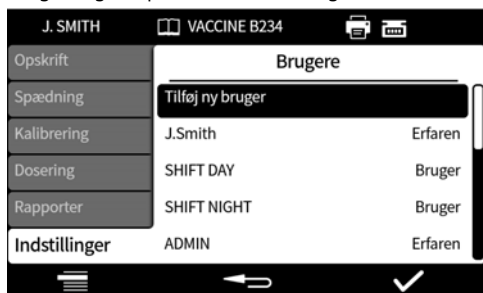 J. SMITH
VACCINE B234
Opskrift
Spædning
Kalibrering
Dosering
Rapporter
Indstillinger
Brugere
Tilføj ny bruger
J.Smith Erfaren
SHIFT DAY Bruger
SHIFT NIGHT Bruger
ADMIN Erfaren